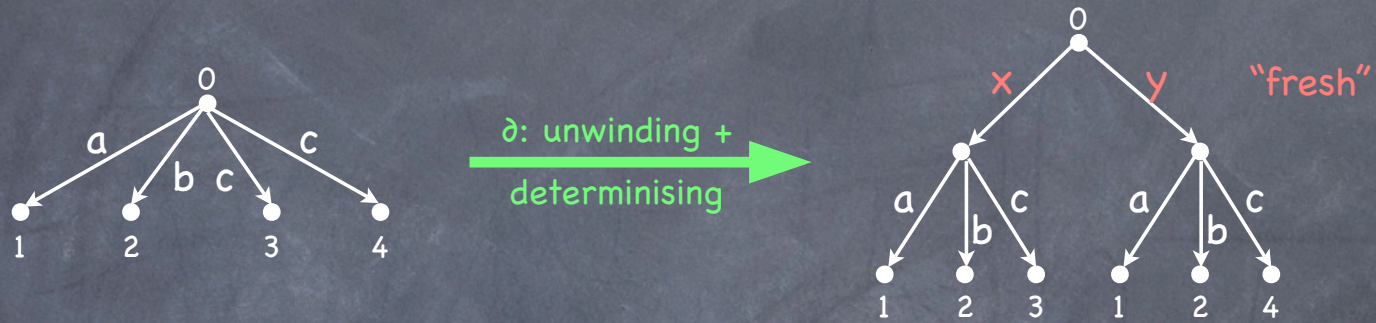 0
a b c c
1 2 3 4
∂: unwinding +
determinising
0
x y "fresh"
a b c a b c
1 2 3 1 2 4